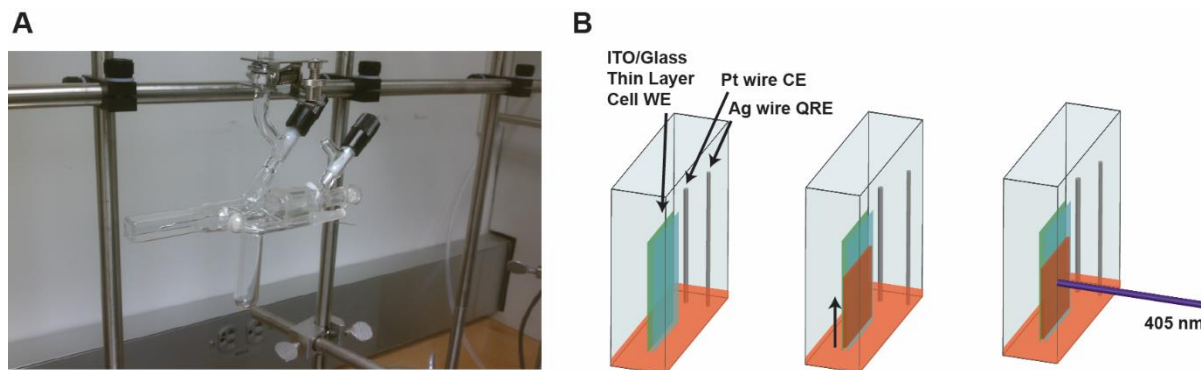 A
B
ITO/Glass
Thin Layer
Cell WE
Pt wire CE
Ag wire QRE
405 nm